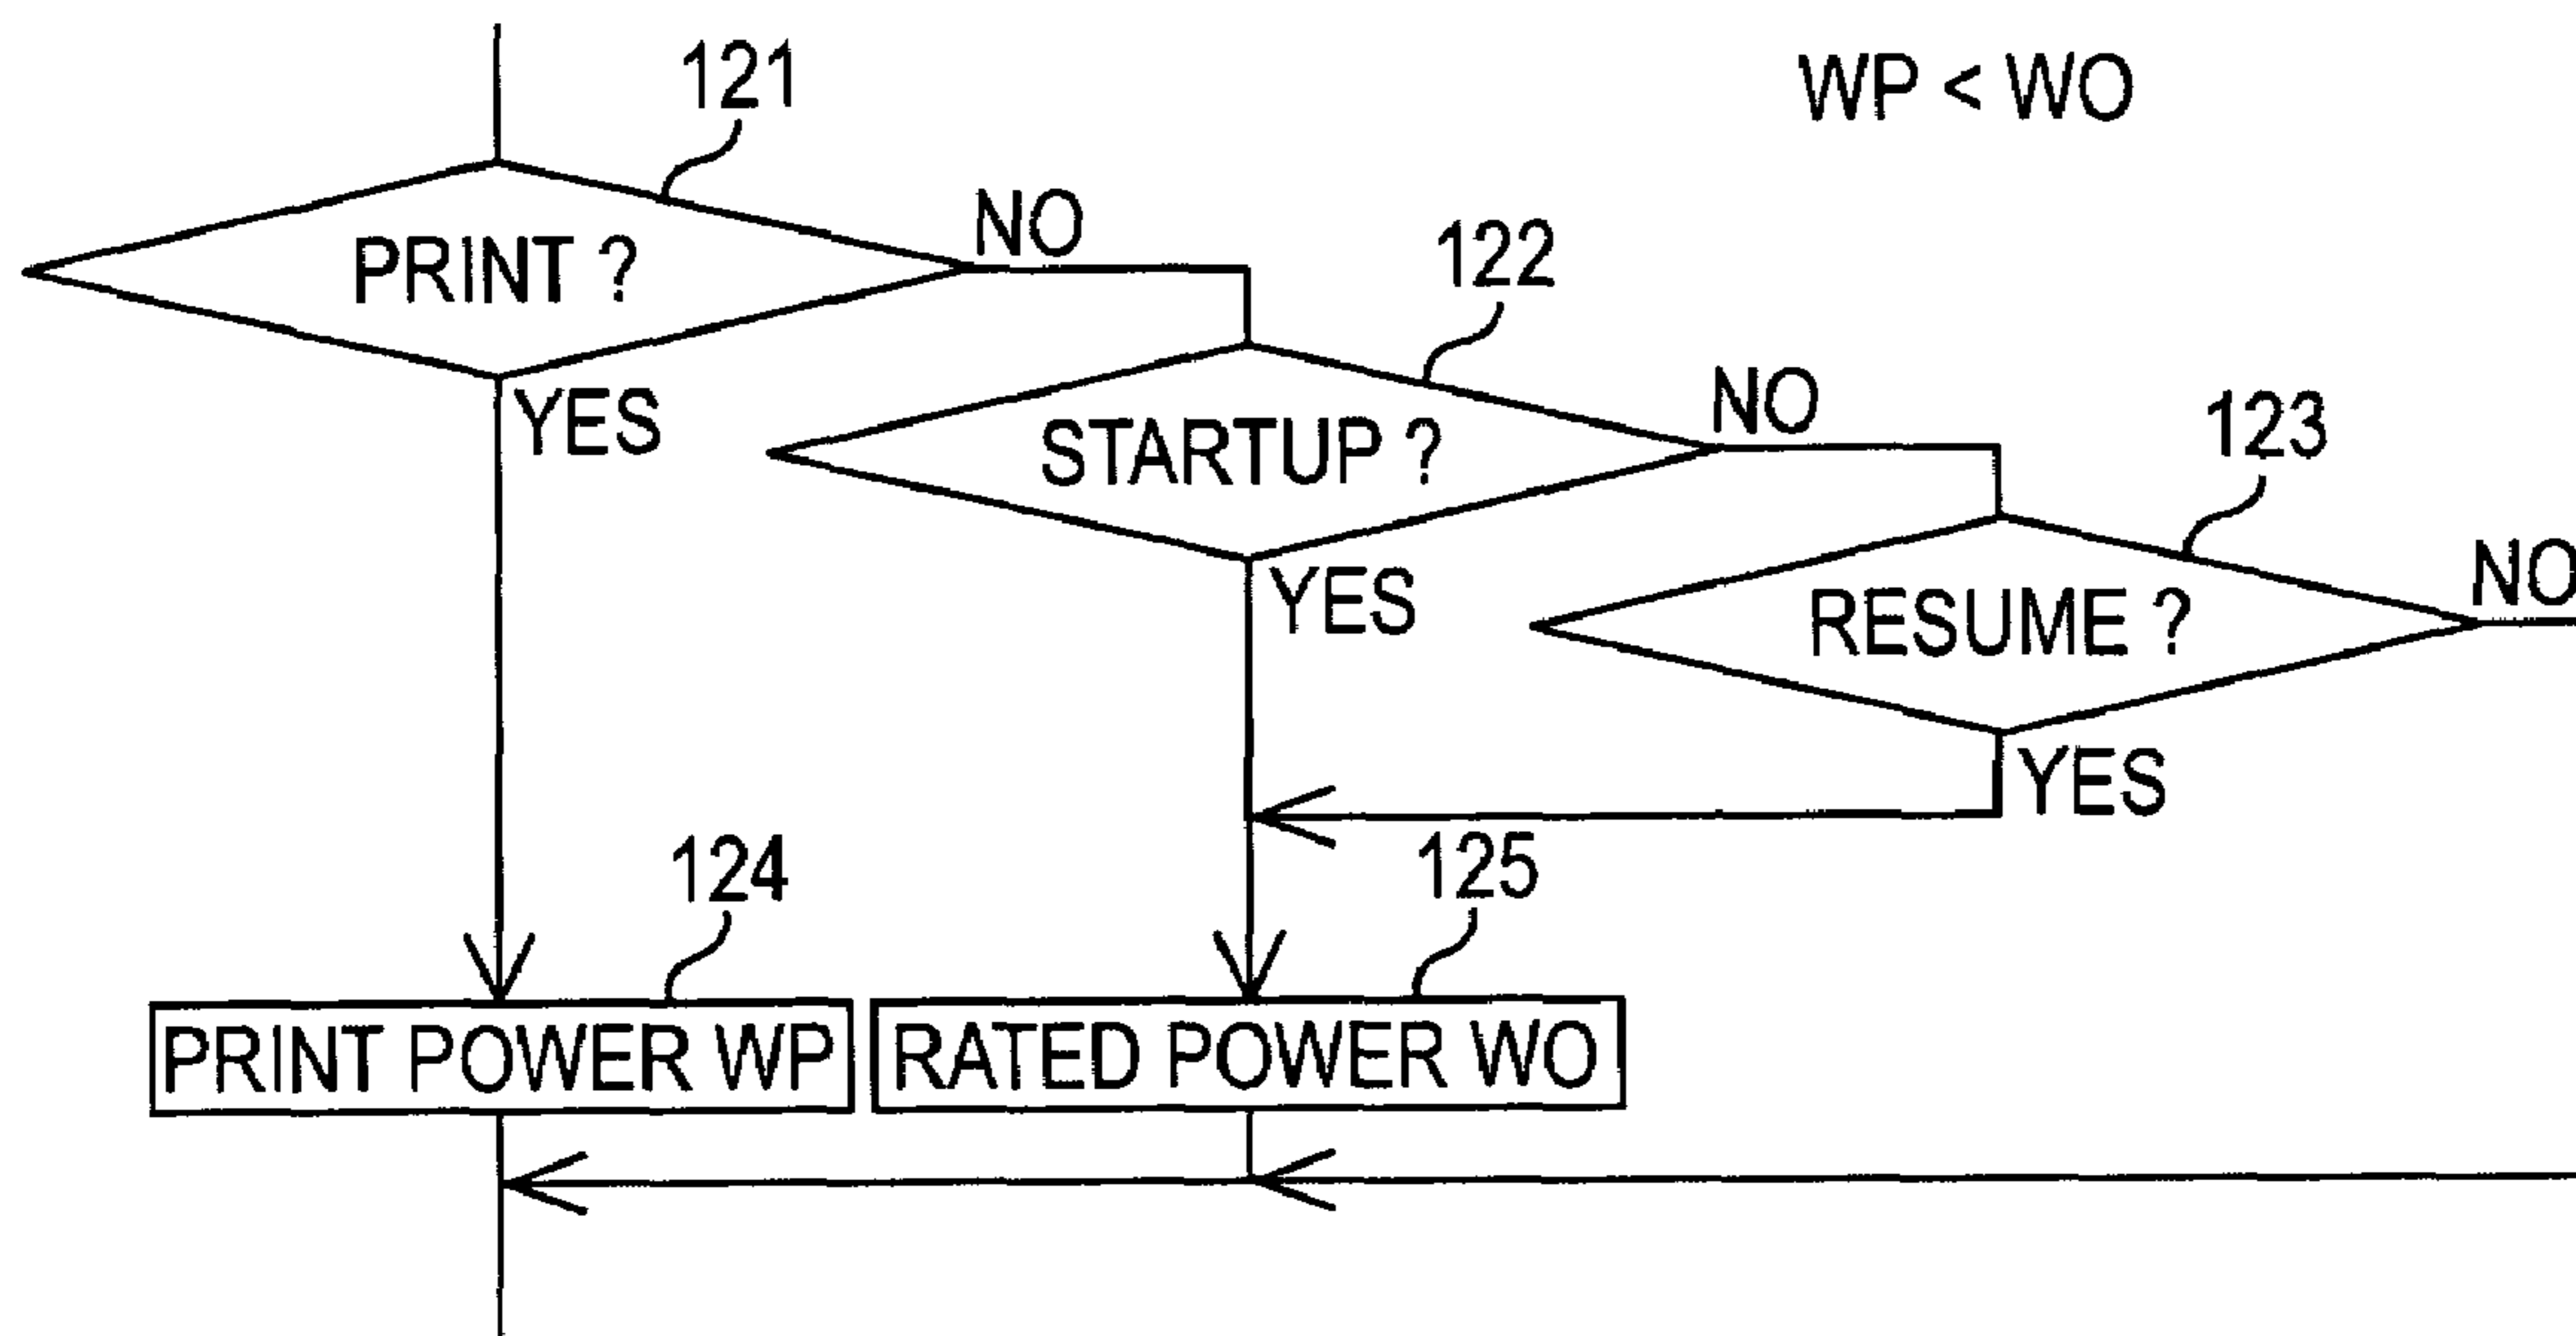 121
WP < WO
PRINT ?
NO
122
YES
STARTUP ?
NO
123
YES
RESUME ?
NO
YES
124
125
PRINT POWER WP
RATED POWER WO